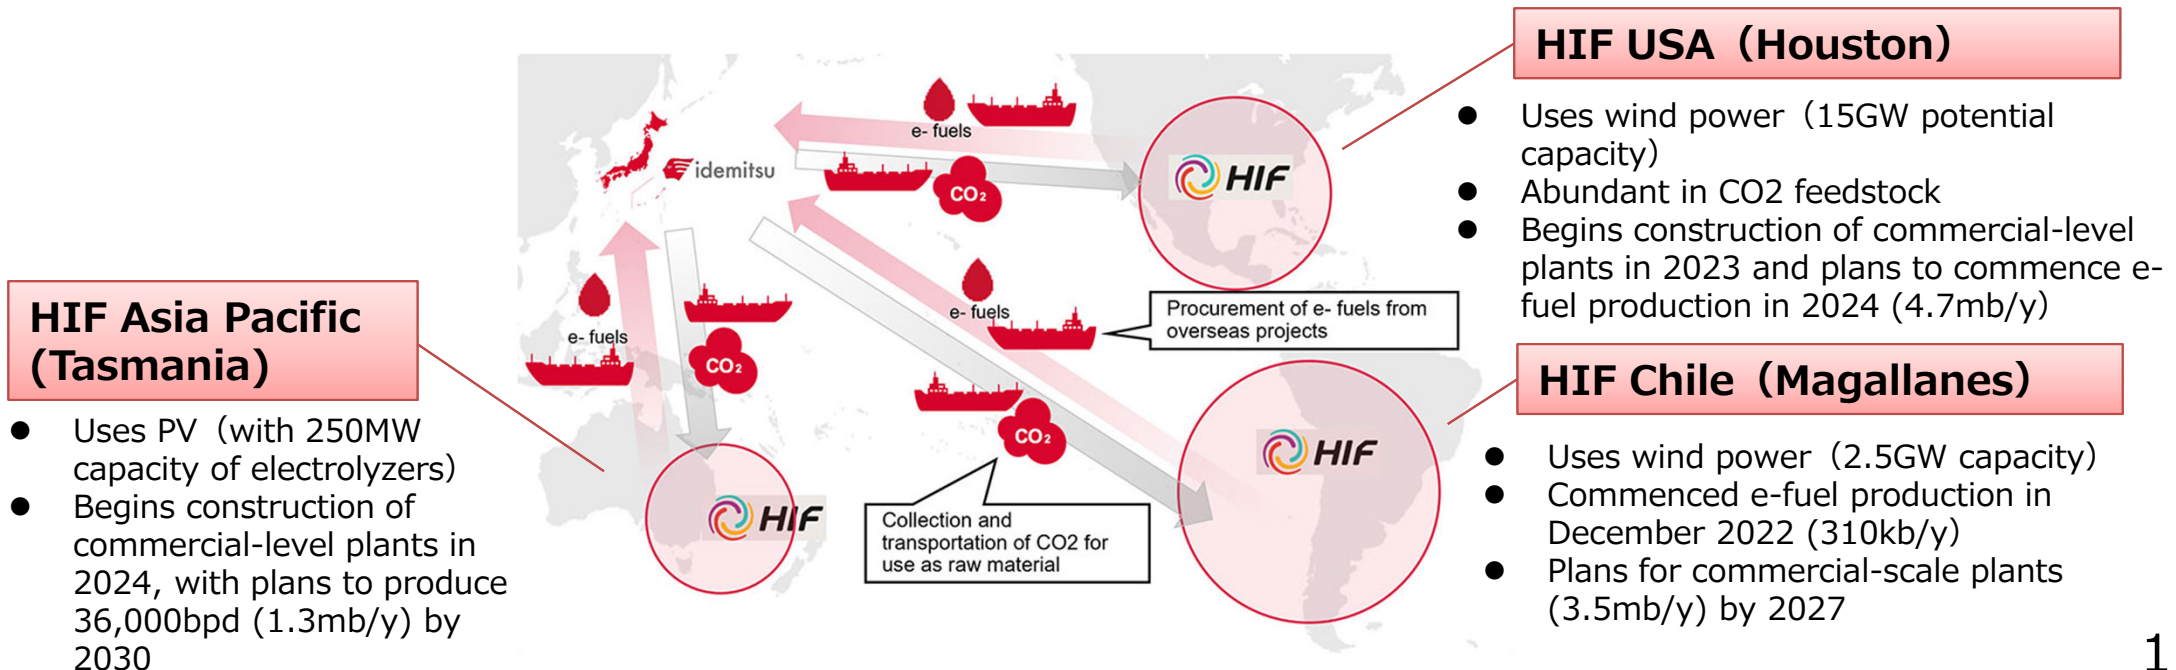 HIF USA（Houston）
● Uses wind power（15GW potential
capacity）
● Abundant in CO2 feedstock
● Begins construction of commercial-level
plants in 2023 and plans to commence e-
fuel production in 2024 (4.7mb/y）
HIF Chile（Magallanes）
● Uses wind power（2.5GW capacity）
● Commenced e-fuel production in
December 2022 (310kb/y）
● Plans for commercial-scale plants
(3.5mb/y) by 2027
HIF Asia Pacific
(Tasmania)
● Uses PV（with 250MW
capacity of electrolyzers）
● Begins construction of
commercial-level plants in
2024, with plans to produce
36,000bpd (1.3mb/y) by
2030
e- fuels
idemitsu
CO2
HIF
e- fuels
CO2
e- fuels
Procurement of e- fuels from
overseas projects
CO2
HIF
HIF
Collection and
transportation of CO2 for
use as raw material
1